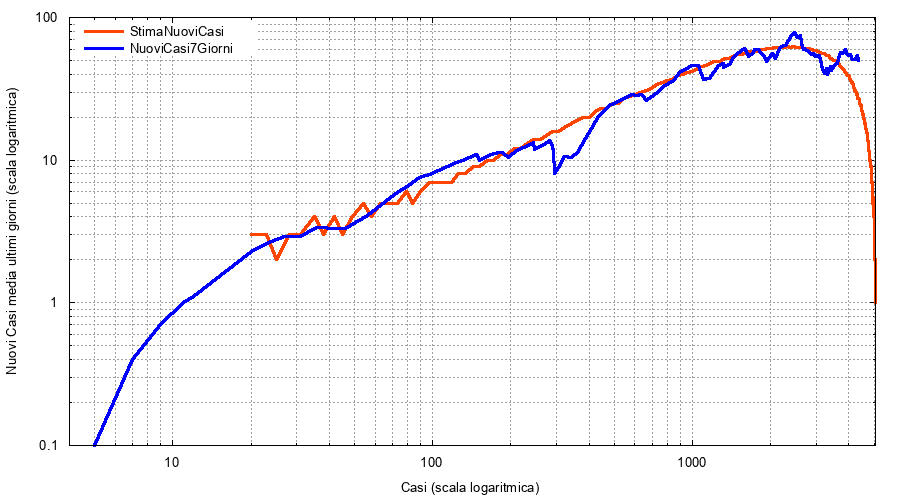 100
StimaNuoviCasi
NuoviCasi7Giorni
10
Nuovi Casi media ultimi giorni (scala logaritmica)
1
0.1
10
100
1000
Casi (scala logaritmica)